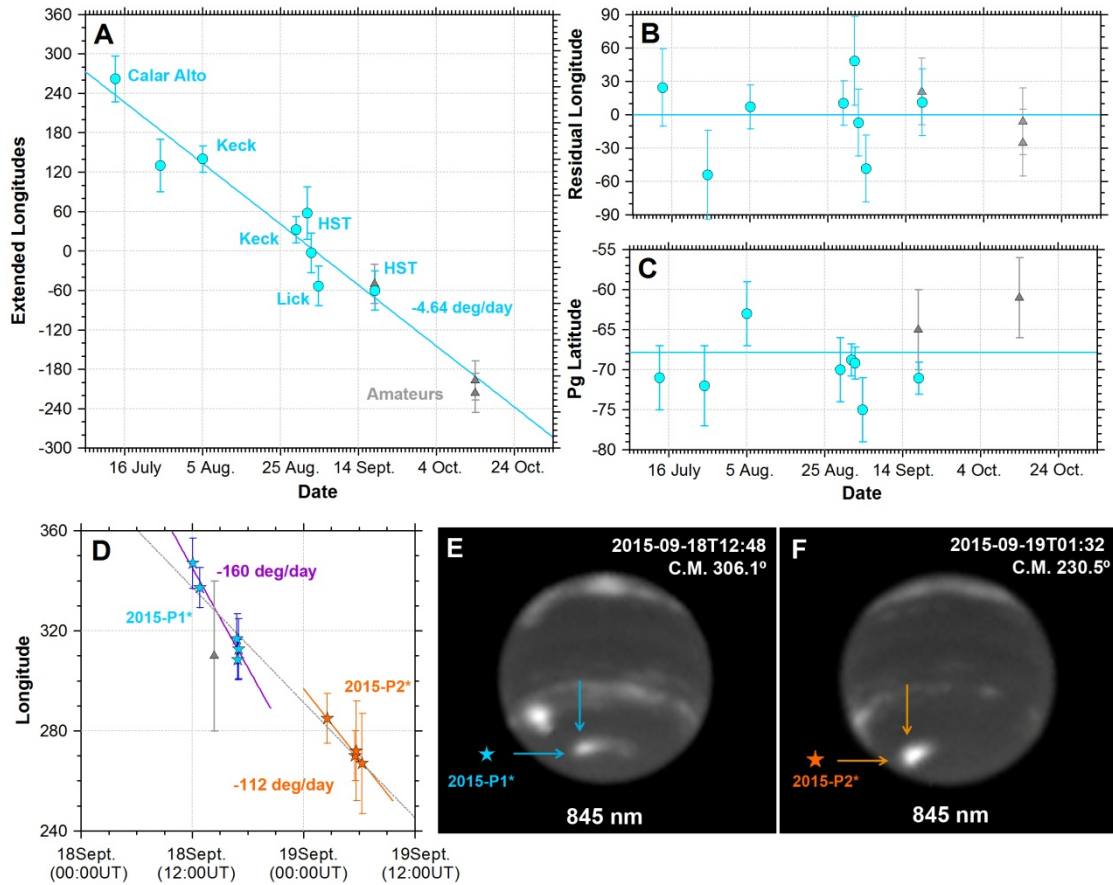 A
Extended Longitudes
360
300
240
180
120
60
0
-60
-120
-180
-240
-300
Calar Alto
Keck
Keck
HST
HST
Lick
-4.64 deg/day
Amateurs
16 July
5 Aug.
25 Aug.
14 Sept.
4 Oct.
24 Oct.
Date
B
Residual Longitude
90
60
30
0
-30
-60
-90
C
Pg Latitude
-55
-60
-65
-70
-75
-80
16 July
5 Aug.
25 Aug.
14 Sept.
4 Oct.
24 Oct.
Date
D
Longitude
360
320
280
240
-160 deg/day
2015-P1*
2015-P2*
-112 deg/day
18Sept.
(00:00UT)
18Sept.
(12:00UT)
19Sept.
(00:00UT)
19Sept.
(12:00UT)
E
2015-09-18T12:48
C.M. 306.1º
2015-P1*
845 nm
F
2015-09-19T01:32
C.M. 230.5º
2015-P2*
845 nm